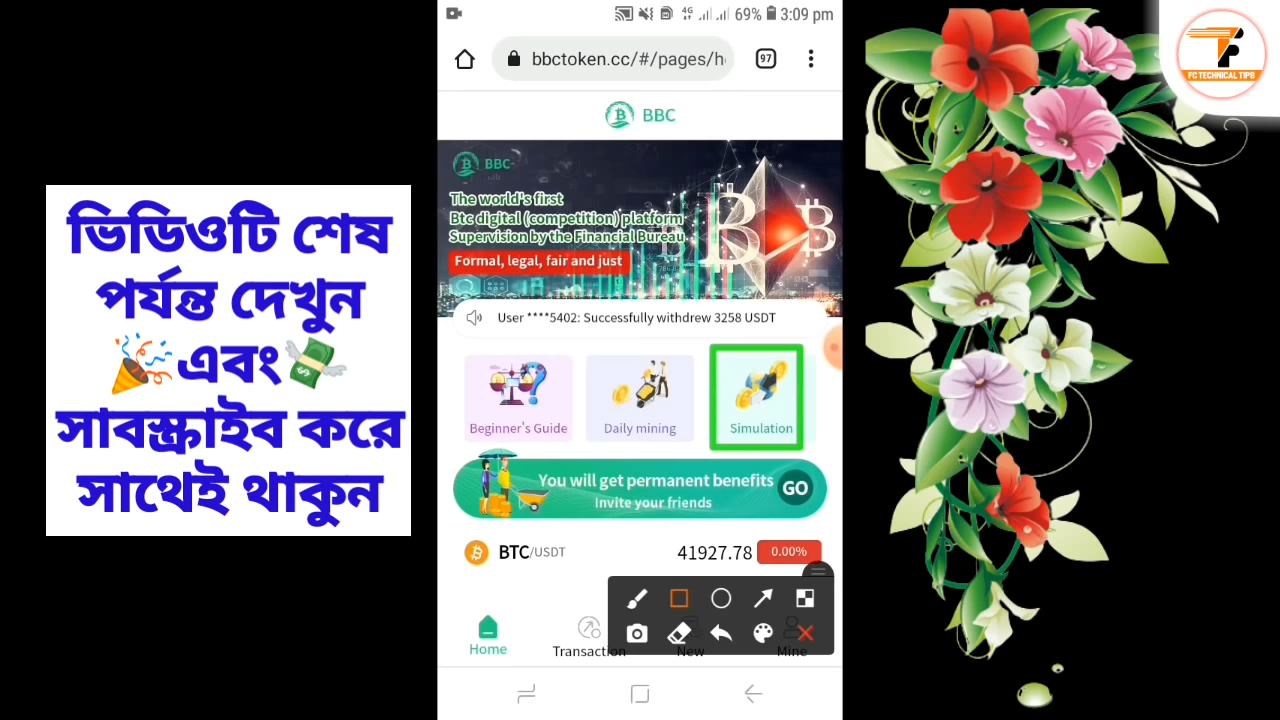 ভিডিওটি শেষ
পর্যন্ত দেখুন
🎉এবং💸
সাবস্ক্রাইব করে
সাথেই থাকুন
4G
69%
3:09 pm
bbctoken.cc/#/pages/h
97
BBC
BBC
The world's first
Btc digital (competition) platform
Supervision by the Financial Bureau
Formal, legal, fair and just
User ****5402: Successfully withdrew 3258 USDT
Beginner's Guide
Daily mining
Simulation
You will get permanent benefits
Invite your friends
GO
BTC/USDT
41927.78
0.00%
Home
Transaction
New
Mine
TF
FC TECHNICAL TIPS